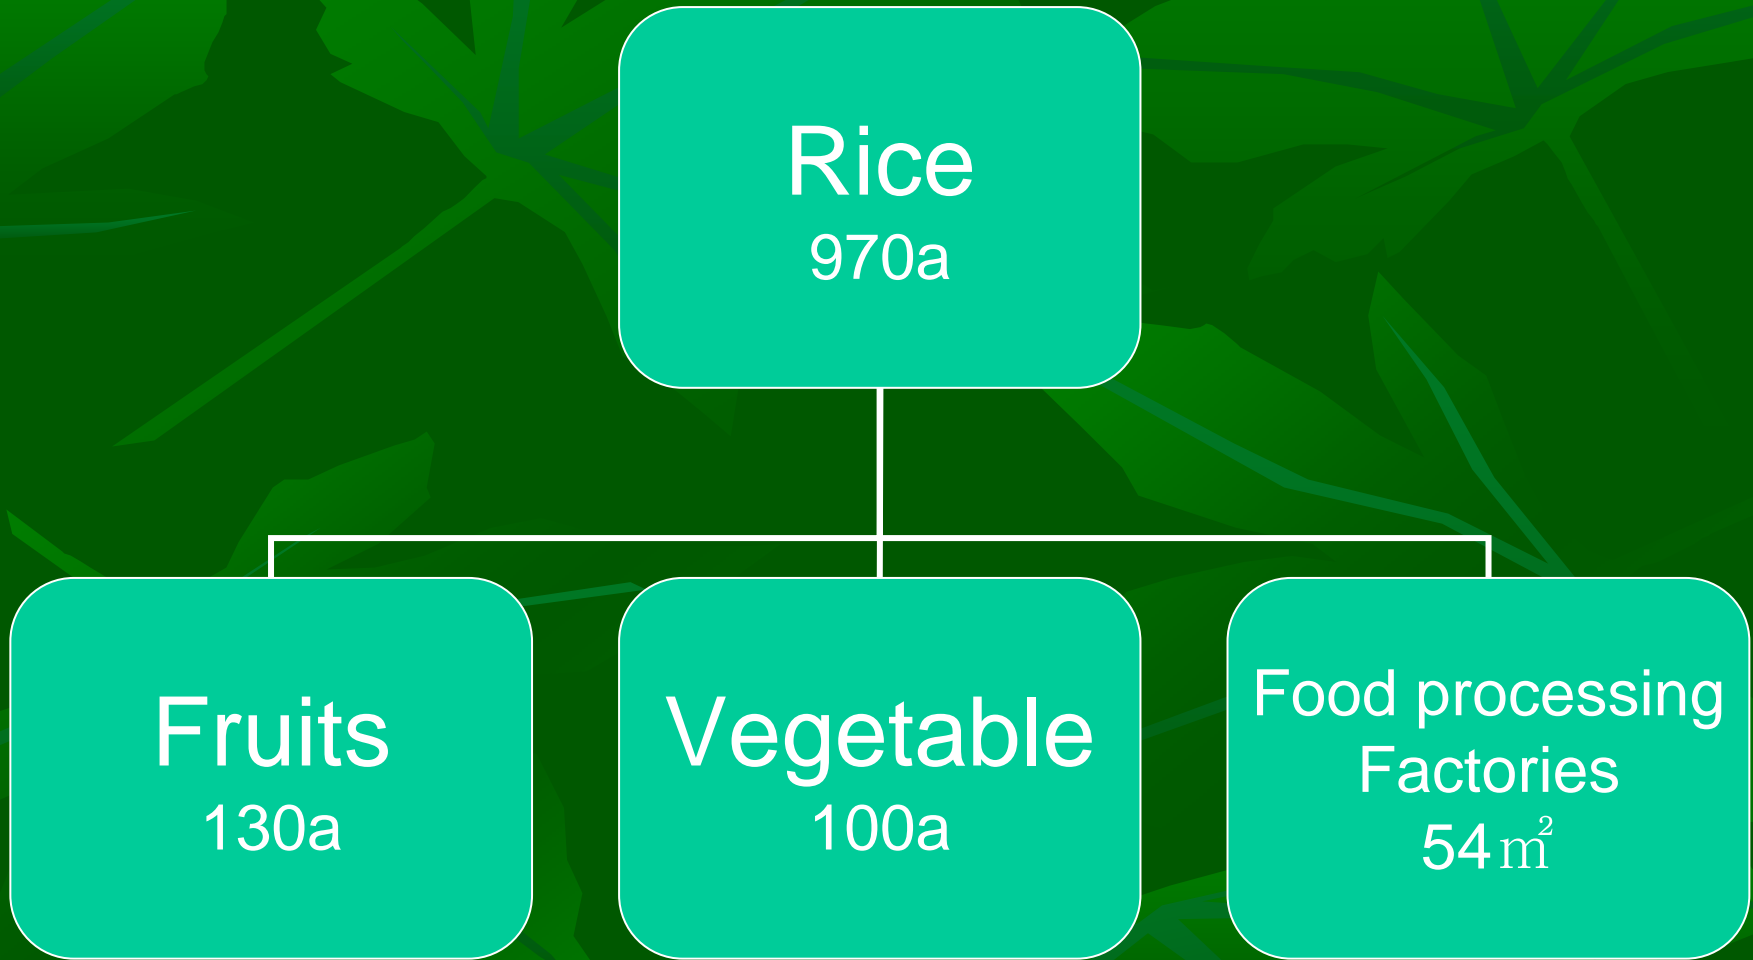 Rice
970a
Fruits
130a
Vegetable
100a
Food processing
Factories
54㎡